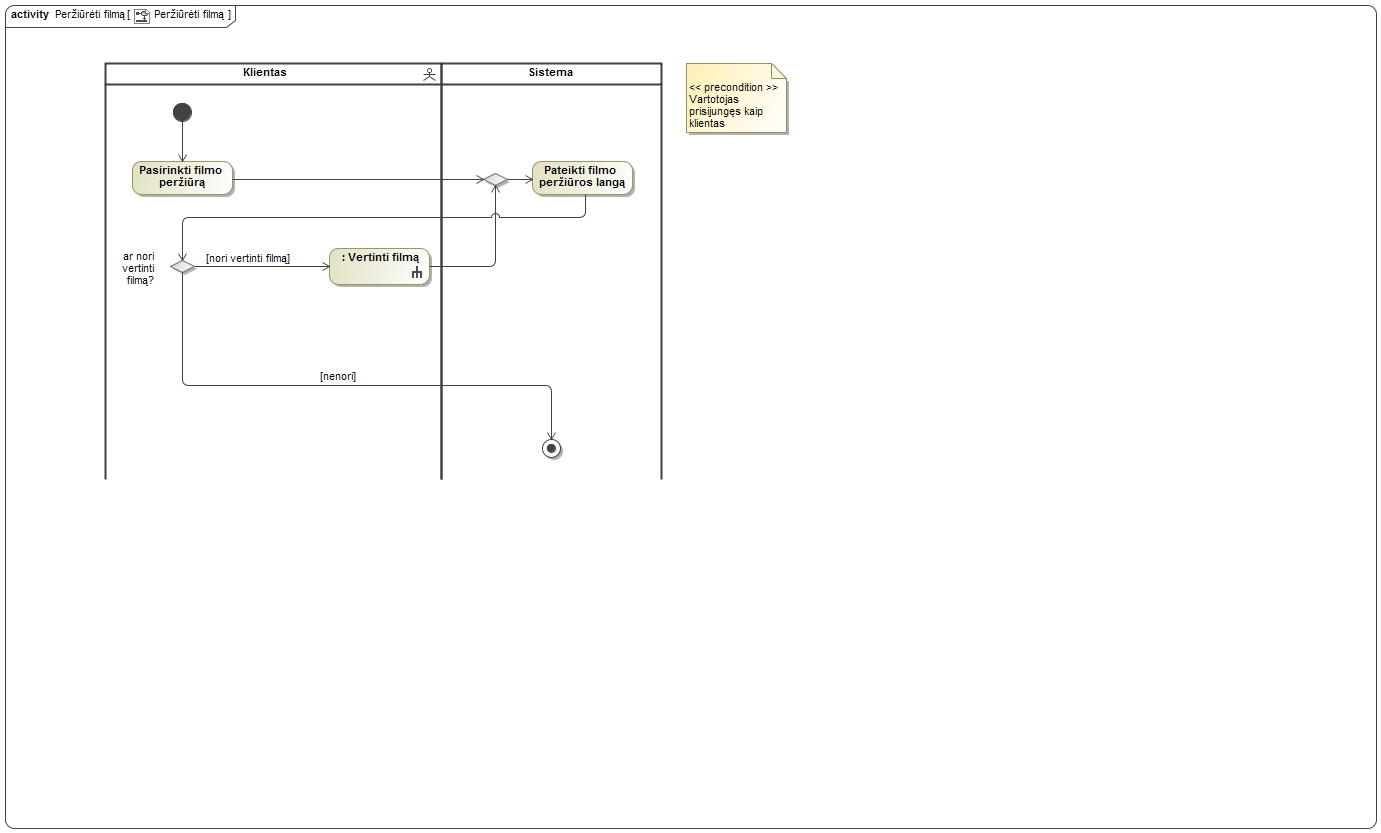 activity Peržiūrėti filmą [ Peržiūrėti filmą ]
Klientas
Sistema
<< precondition >>
Vartotojas
prisijungęs kaip
klientas
Pasirinkti filmo
peržiūrą
Pateikti filmo
peržiūros langą
ar nori
vertinti
filmą?
[nori vertinti filmą]
: Vertinti filmą
[nenori]